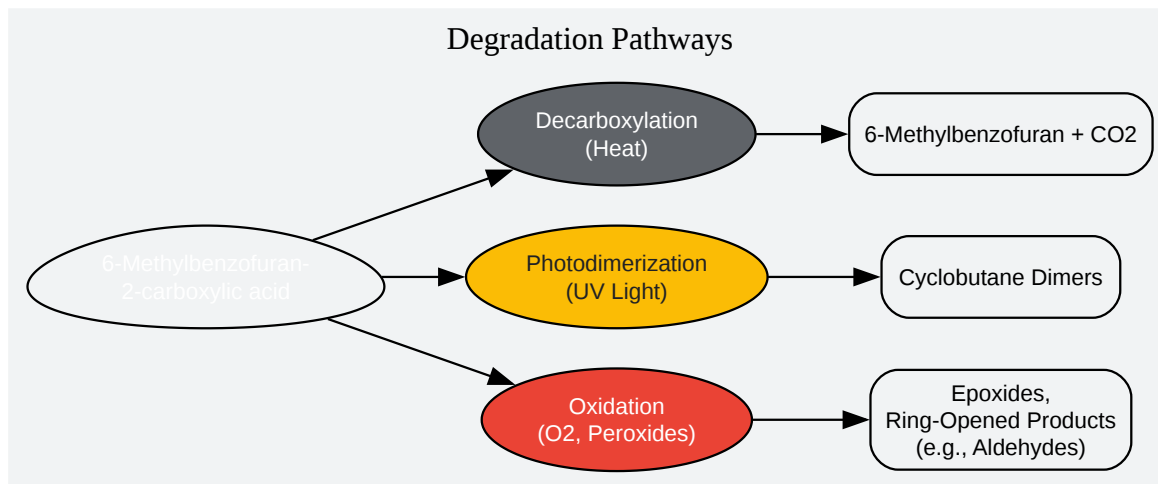 Degradation Pathways
6-Methylbenzofuran-
2-carboxylic acid
Decarboxylation
(Heat)
6-Methylbenzofuran + CO2
Photodimerization
(UV Light)
Cyclobutane Dimers
Oxidation
(O2, Peroxides)
Epoxides,
Ring-Opened Products
(e.g., Aldehydes)